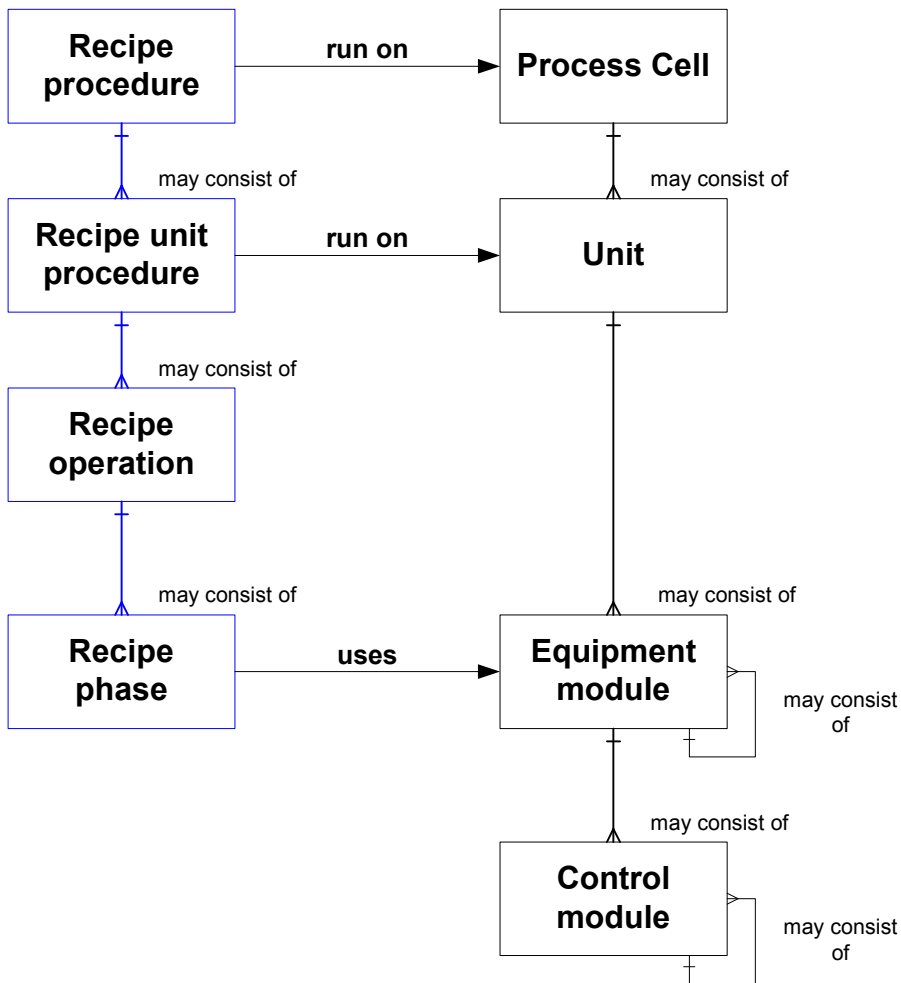 Recipe
procedure
run on
Process Cell
may consist of
may consist of
Recipe unit
procedure
run on
Unit
may consist of
Recipe
operation
may consist of
may consist of
Recipe
phase
uses
Equipment
module
may consist
of
may consist of
Control
module
may consist
of